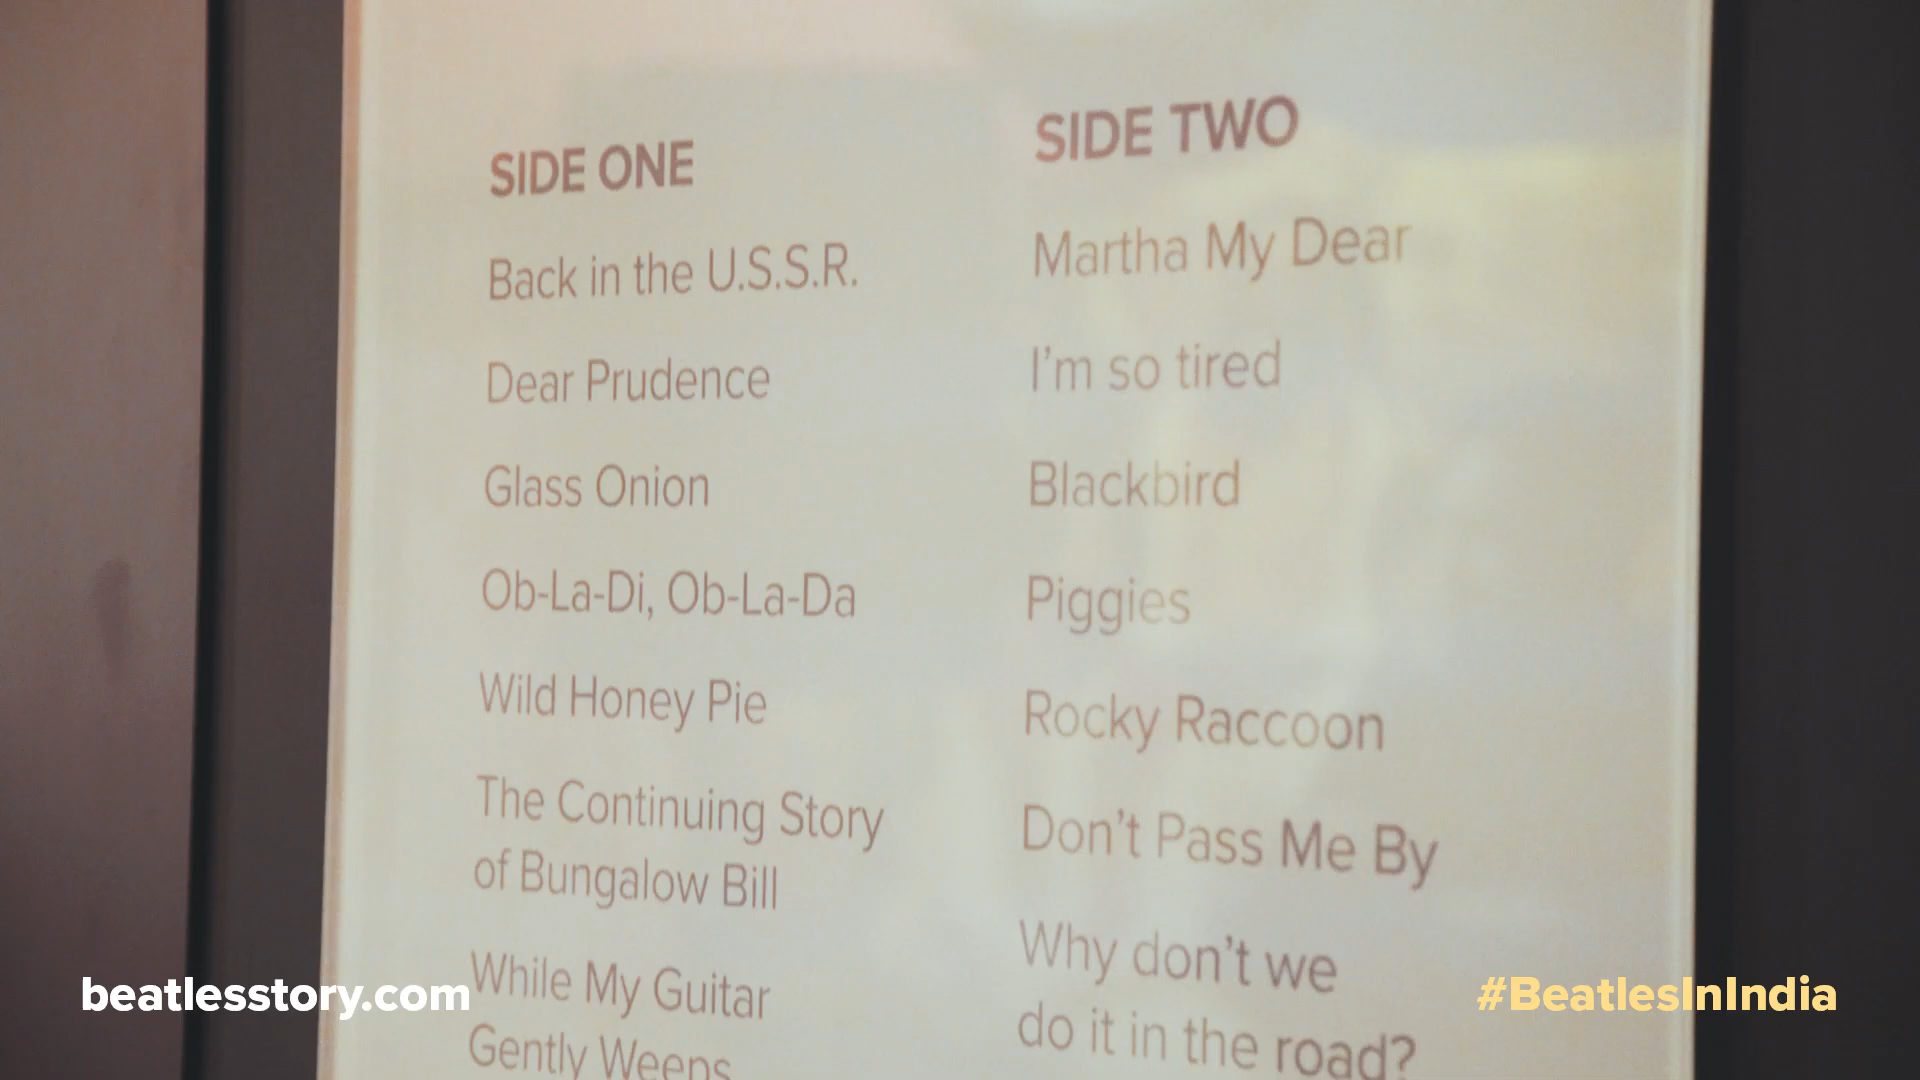 SIDE ONE
Back in the U.S.S.R.
Dear Prudence
Glass Onion
Ob-La-Di, Ob-La-Da
Wild Honey Pie
The Continuing Story
of Bungalow Bill
While My Guitar
Gently Weeps
SIDE TWO
Martha My Dear
I'm so tired
Blackbird
Piggies
Rocky Raccoon
Don't Pass Me By
Why don't we
do it in the road?
beatlesstory.com
#BeatlesInIndia